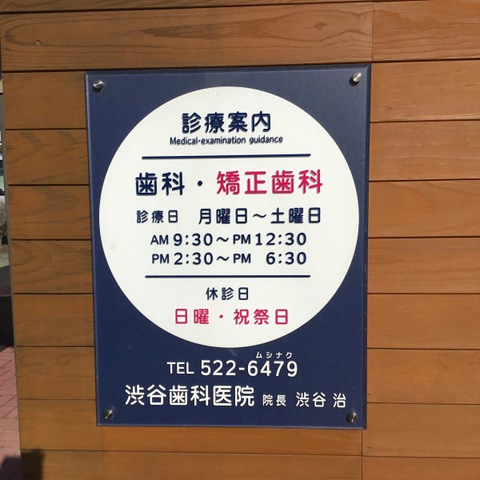 診療案内
Medical-examination guidance
歯科・矯正歯科
診療日 月曜日〜土曜日
AM 9:30〜PM 12:30
PM 2:30〜PM 6:30
休診日
日曜・祝祭日
ムシナク
TEL 522-6479
渋谷歯科医院 院長 渋谷 治